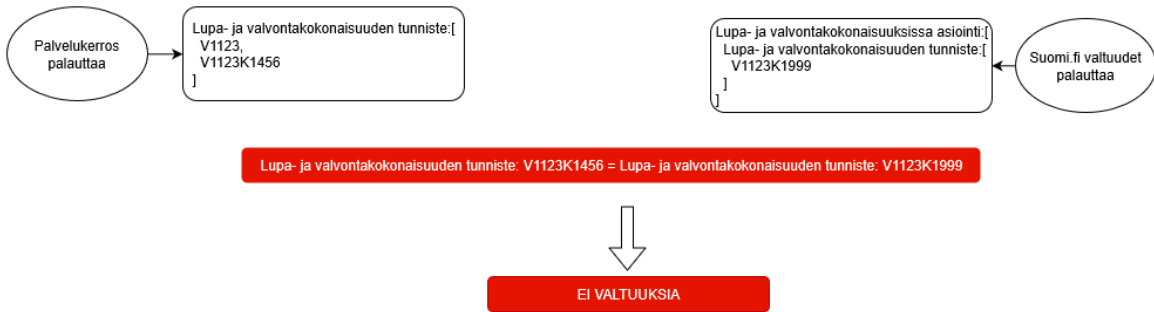 Palvelukerros
palauttaa
Lupa- ja valvontakokonaisuuden tunniste:[
V1123,
V1123K1456
]
Lupa- ja valvontakokonaisuuksissa asiointi:[
Lupa- ja valvontakokonaisuuden tunniste:[
V1123K1999
]
]
Suomi.fi valtuudet
palauttaa
Lupa- ja valvontakokonaisuuden tunniste: V1123K1456 = Lupa- ja valvontakokonaisuuden tunniste: V1123K1999
EI VALTUUKSIA